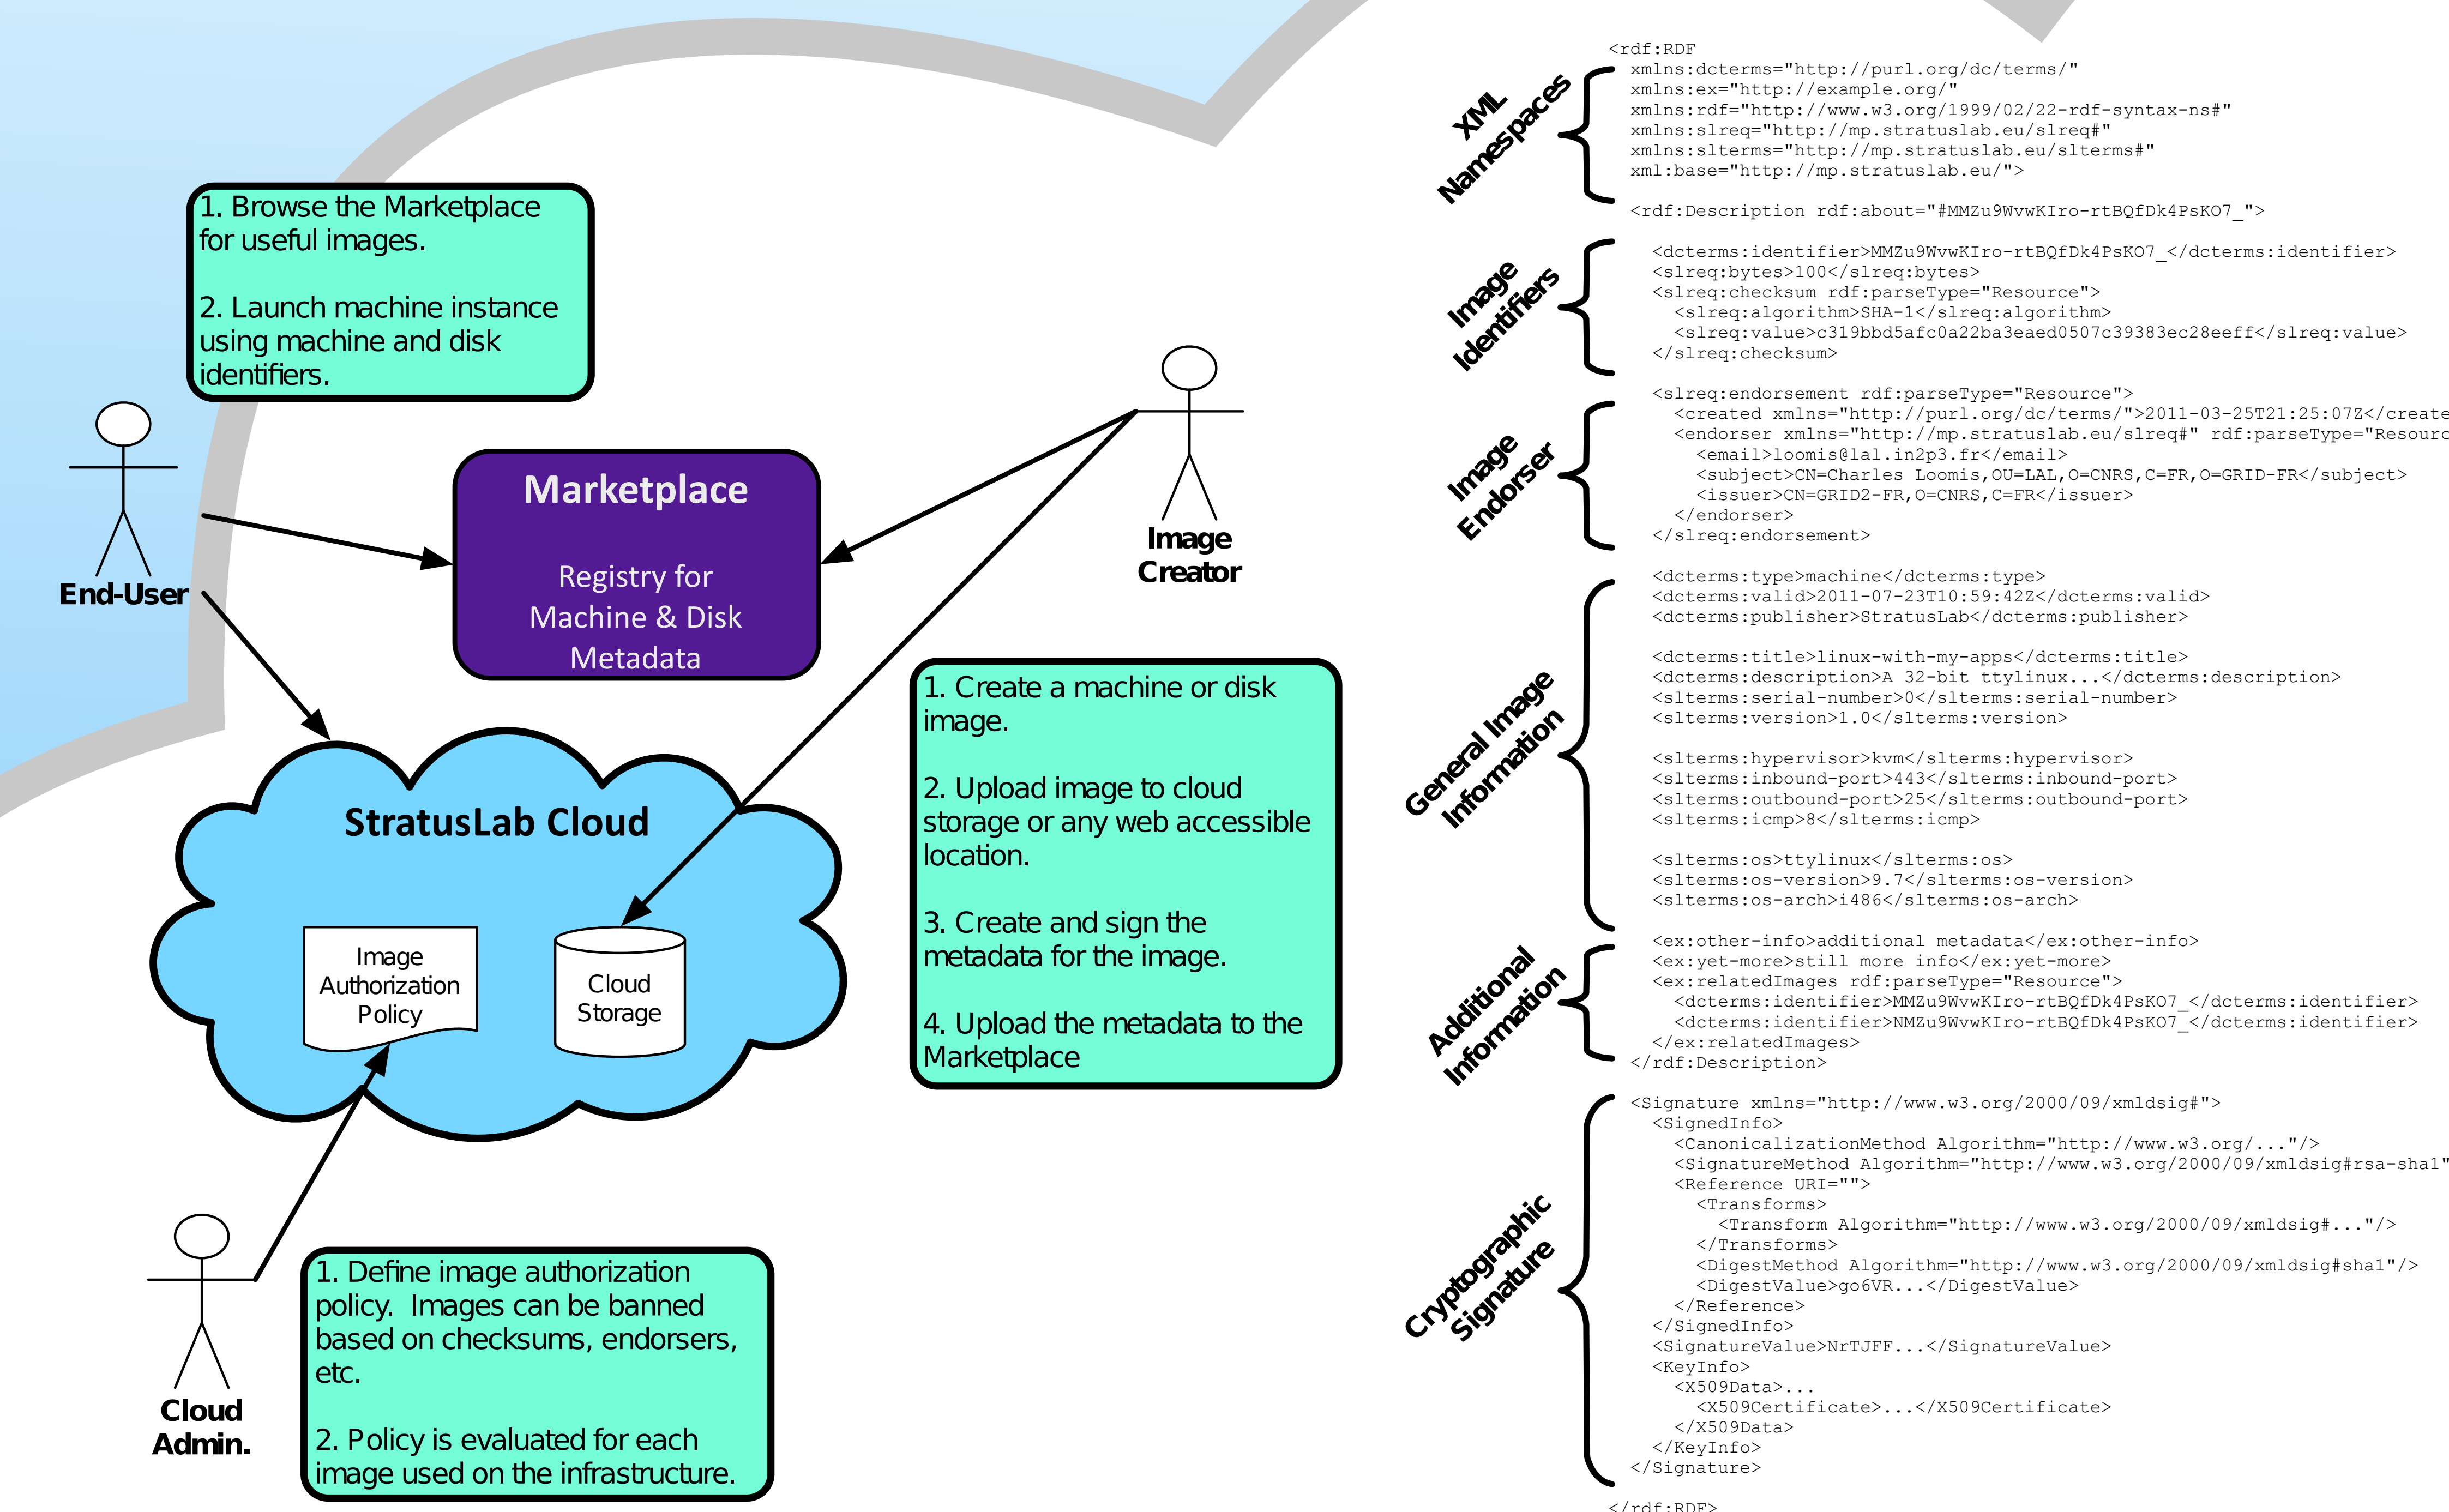 1. Browse the Marketplace
for useful images.
2. Launch machine instance
using machine and disk
identifiers.
End-User
Marketplace
Registry for
Machine & Disk
Metadata
Image
Creator
StratusLab Cloud
Image
Authorization
Policy
Cloud
Storage
1. Create a machine or disk
image.
2. Upload image to cloud
storage or any web accessible
location.
3. Create and sign the
metadata for the image.
4. Upload the metadata to the
Marketplace
Cloud
Admin.
1. Define image authorization
policy.  Images can be banned
based on checksums, endorsers,
etc.
2. Policy is evaluated for each
image used on the infrastructure.
<rdf:RDF
XML
Namespaces
xmlns:dcterms="http://purl.org/dc/terms/"
xmlns:ex="http://example.org/"
xmlns:rdf="http://www.w3.org/1999/02/22-rdf-syntax-ns#"
xmlns:slreq="http://mp.stratuslab.eu/slreq#"
xmlns:slterms="http://mp.stratuslab.eu/slterms#"
xml:base="http://mp.stratuslab.eu/">
<rdf:Description rdf:about="#MMZu9WvwKIro-rtBQfDk4PsKO7_">
Image
Identifiers
<dcterms:identifier>MMZu9WvwKIro-rtBQfDk4PsKO7_</dcterms:identifier>
<slreq:bytes>100</slreq:bytes>
<slreq:checksum rdf:parseType="Resource">
<slreq:algorithm>SHA-1</slreq:algorithm>
<slreq:value>c319bbd5afc0a22ba3eaed0507c39383ec28eeff</slreq:value>
</slreq:checksum>
Image
Endorser
<slreq:endorsement rdf:parseType="Resource">
<created xmlns="http://purl.org/dc/terms/">2011-03-25T21:25:07Z</create
<endorser xmlns="http://mp.stratuslab.eu/slreq#" rdf:parseType="Resourc
<email>loomis@lal.in2p3.fr</email>
<subject>CN=Charles Loomis,OU=LAL,O=CNRS,C=FR,O=GRID-FR</subject>
<issuer>CN=GRID2-FR,O=CNRS,C=FR</issuer>
</endorser>
</slreq:endorsement>
General Image
Information
<dcterms:type>machine</dcterms:type>
<dcterms:valid>2011-07-23T10:59:42Z</dcterms:valid>
<dcterms:publisher>StratusLab</dcterms:publisher>
<dcterms:title>linux-with-my-apps</dcterms:title>
<dcterms:description>A 32-bit ttylinux...</dcterms:description>
<slterms:serial-number>0</slterms:serial-number>
<slterms:version>1.0</slterms:version>
<slterms:hypervisor>kvm</slterms:hypervisor>
<slterms:inbound-port>443</slterms:inbound-port>
<slterms:outbound-port>25</slterms:outbound-port>
<slterms:icmp>8</slterms:icmp>
<slterms:os>ttylinux</slterms:os>
<slterms:os-version>9.7</slterms:os-version>
<slterms:os-arch>i486</slterms:os-arch>
Additional
Information
<ex:other-info>additional metadata</ex:other-info>
<ex:yet-more>still more info</ex:yet-more>
<ex:relatedImages rdf:parseType="Resource">
<dcterms:identifier>MMZu9WvwKIro-rtBQfDk4PsKO7_</dcterms:identifier>
<dcterms:identifier>NMZu9WvwKIro-rtBQfDk4PsKO7_</dcterms:identifier>
</ex:relatedImages>
</rdf:Description>
Cryptographic
Signature
<Signature xmlns="http://www.w3.org/2000/09/xmldsig#">
<SignedInfo>
<CanonicalizationMethod Algorithm="http://www.w3.org/..."/>
<SignatureMethod Algorithm="http://www.w3.org/2000/09/xmldsig#rsa-sha1"
<Reference URI="">
<Transforms>
<Transform Algorithm="http://www.w3.org/2000/09/xmldsig#..."/>
</Transforms>
<DigestMethod Algorithm="http://www.w3.org/2000/09/xmldsig#sha1"/>
<DigestValue>go6VR...</DigestValue>
</Reference>
</SignedInfo>
<SignatureValue>NrTJFF...</SignatureValue>
<KeyInfo>
<X509Data>...
<X509Certificate>...</X509Certificate>
</X509Data>
</KeyInfo>
</Signature>
</rdf:RDF>